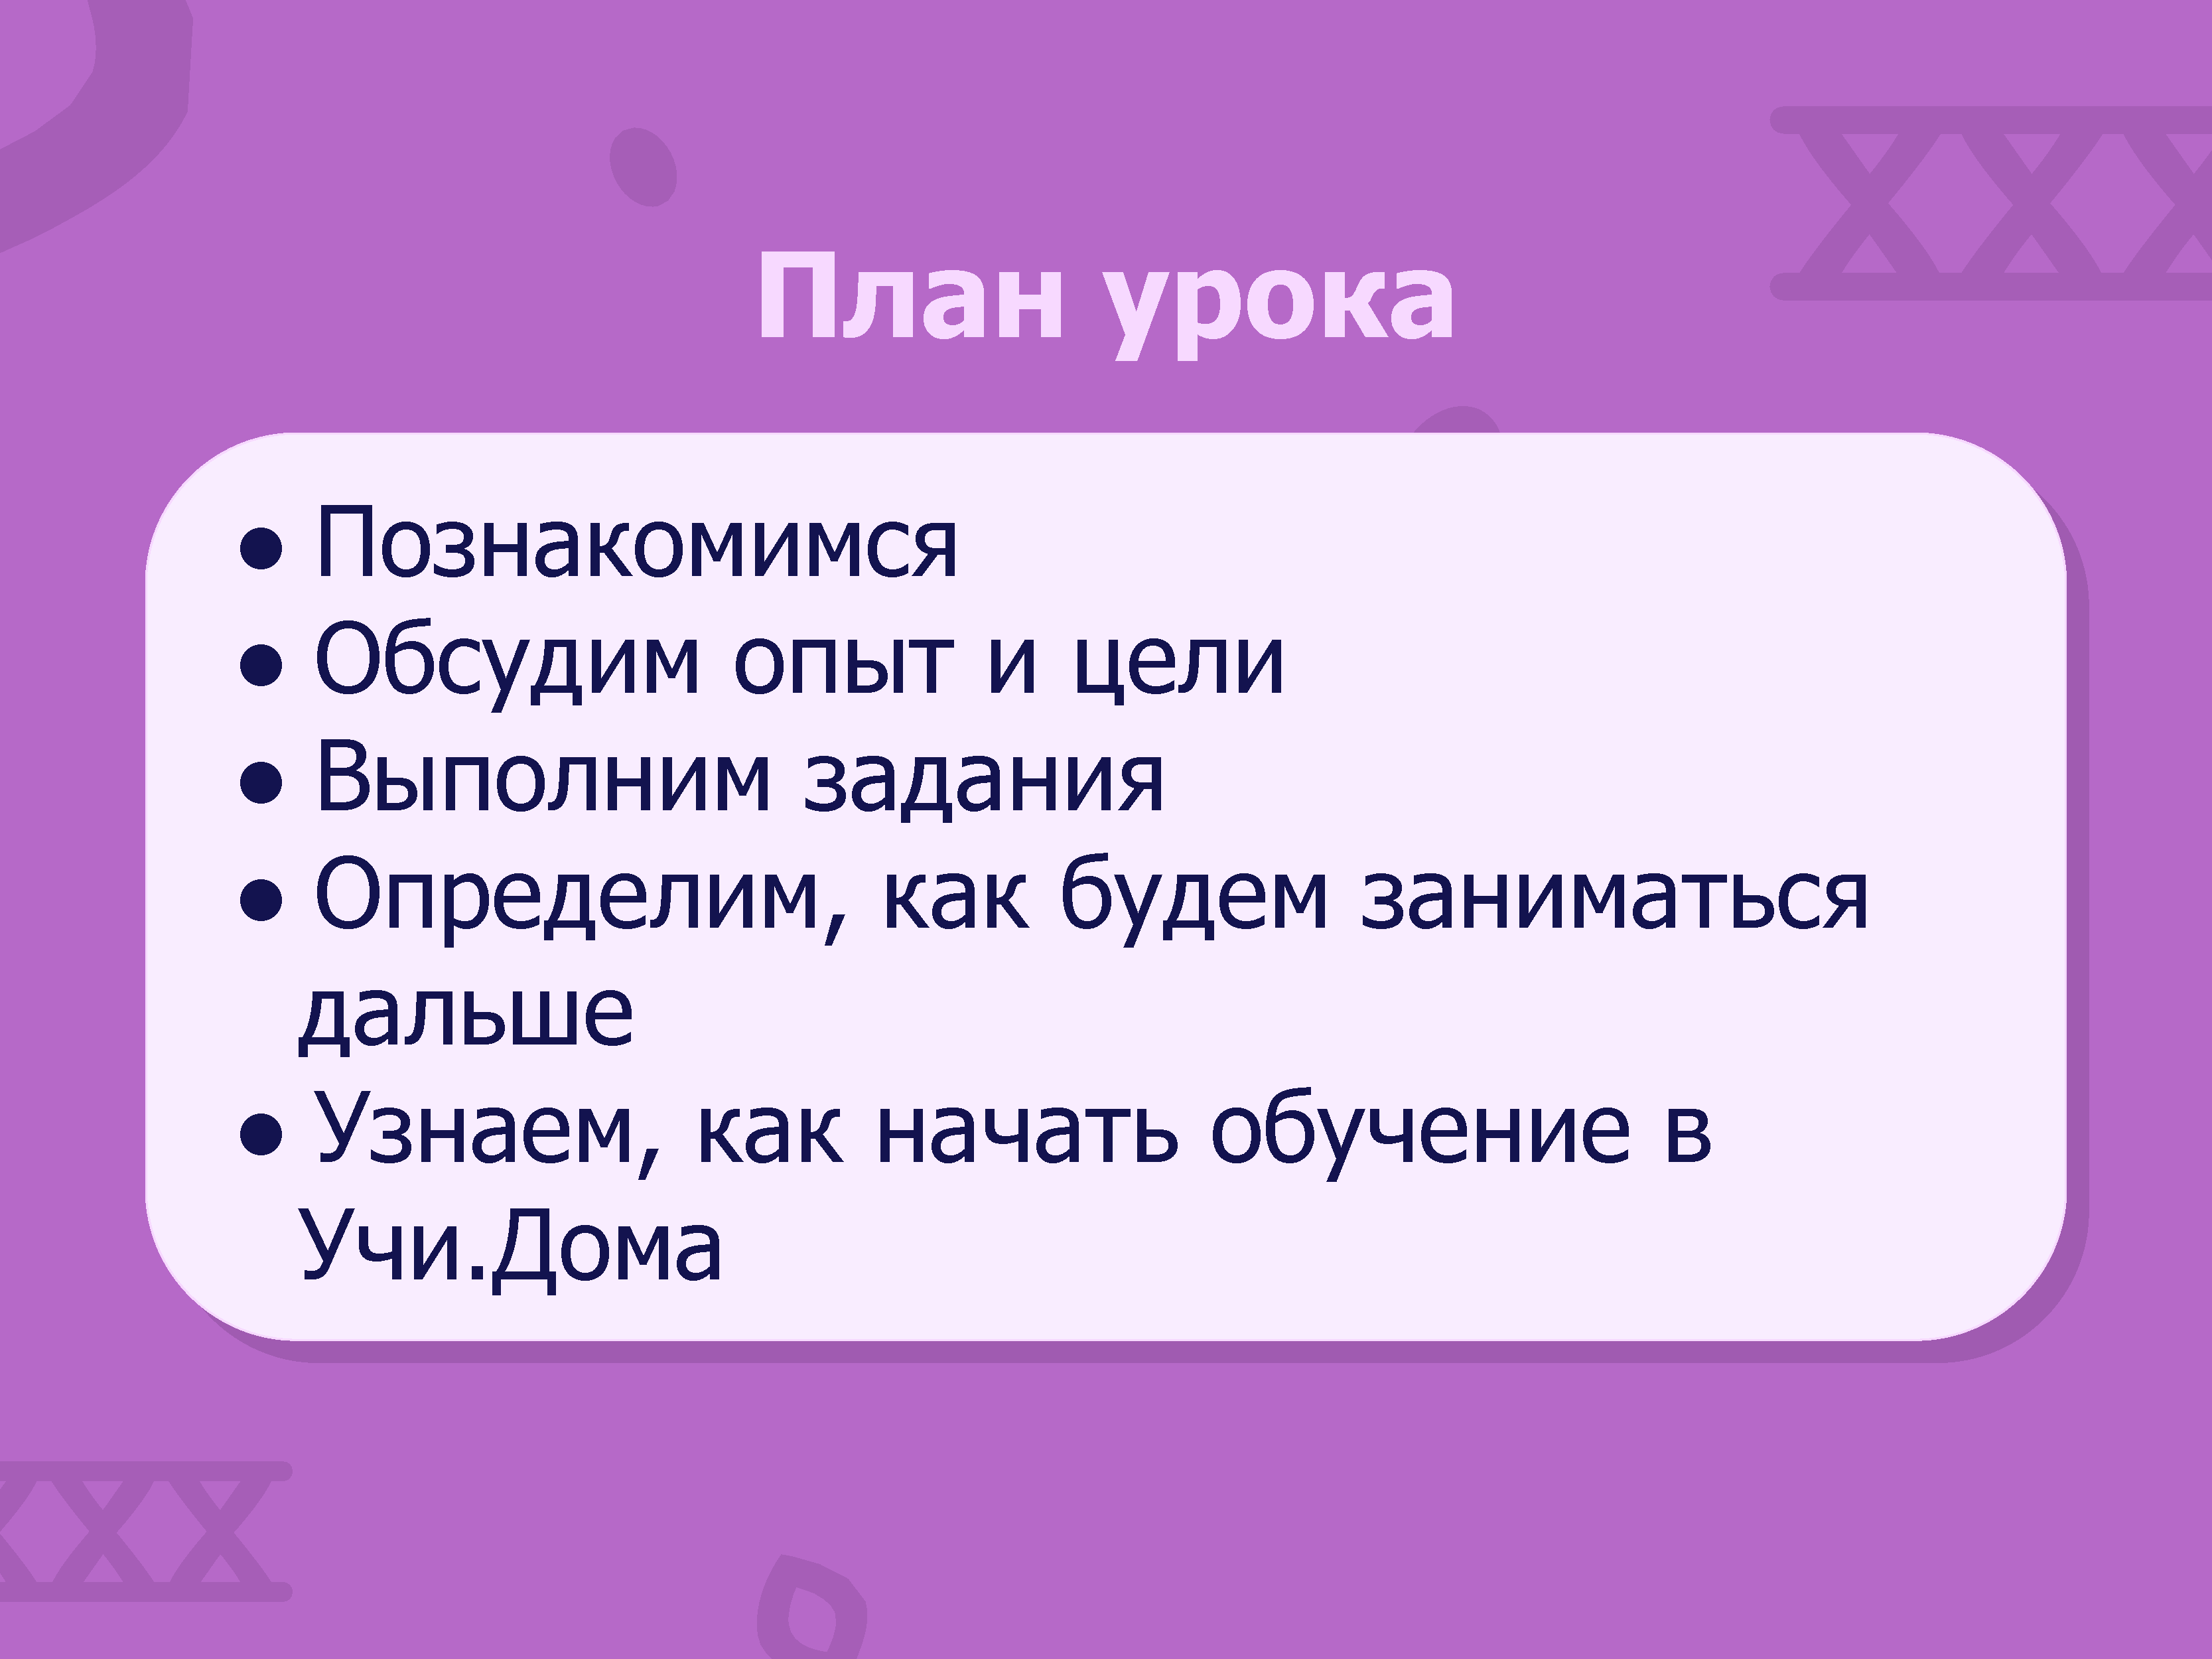 План урока
● Познакомимся
● Обсудим опыт и цели
● Выполним задания
● Определим, как будем заниматься
дальше
● Узнаем, как начать обучение в
Учи.Дома